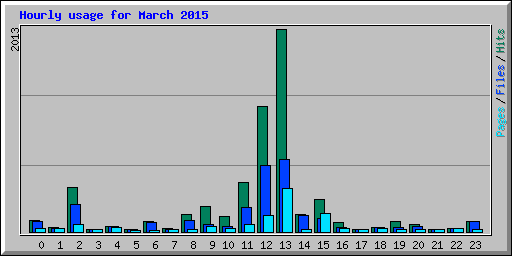 Hourly usage for March 2015
2013
Pages/Files/Hits
0 1 2 3 4 5 6 7 8 9 10 11 12 13 14 15 16 17 18 19 20 21 22 23